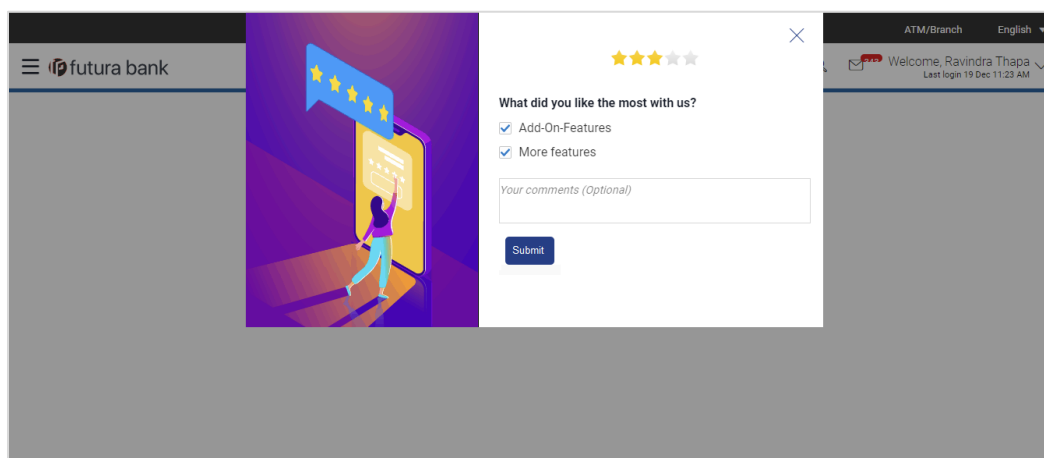 ATM/Branch English
futura bank
Welcome, Ravindra Thapa
Last login 19 Dec 11:23 AM
What did you like the most with us?
Add-On-Features
More features
Your comments (Optional)
Submit